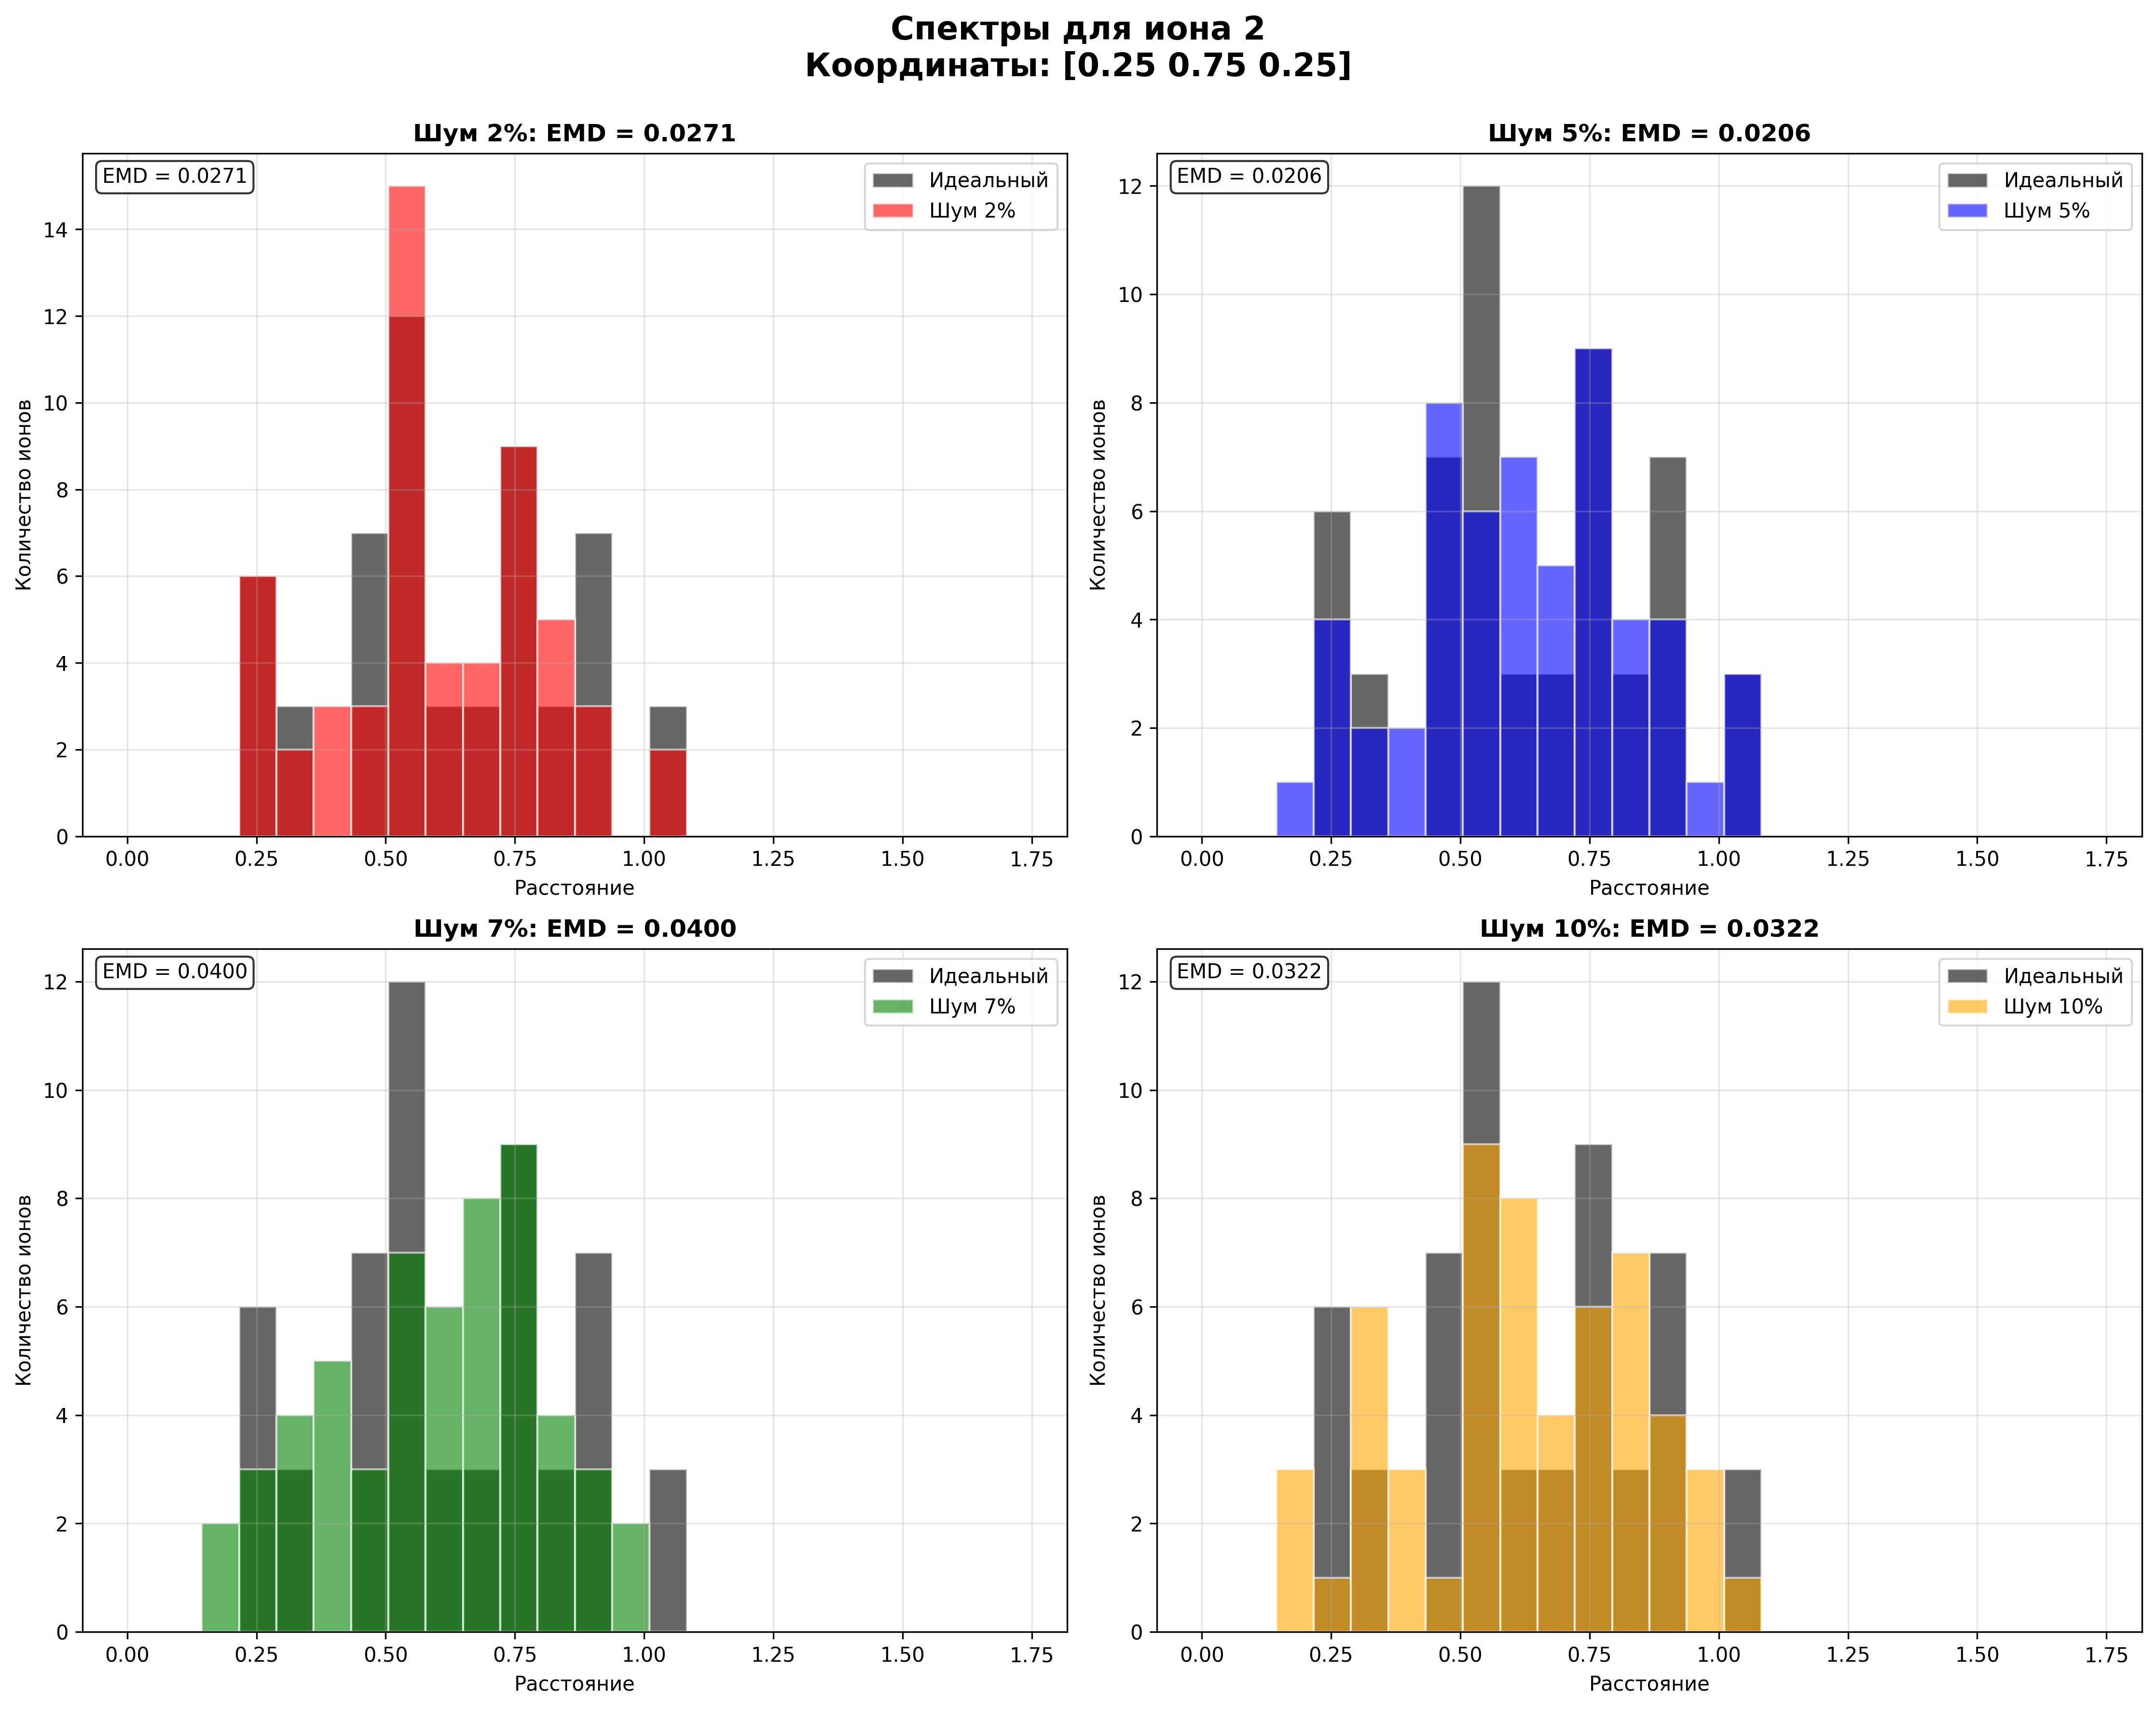 Спектры для иона 2
Координаты: [0.25 0.75 0.25]
Шум 2%: EMD = 0.0271
EMD = 0.0271
Идеальный
Шум 2%
14
12
10
8
6
4
2
0
Количество ионов
0.00 0.25 0.50 0.75 1.00 1.25 1.50 1.75
Расстояние
Шум 5%: EMD = 0.0206
EMD = 0.0206
Идеальный
Шум 5%
12
10
8
6
4
2
0
Количество ионов
0.00 0.25 0.50 0.75 1.00 1.25 1.50 1.75
Расстояние
Шум 7%: EMD = 0.0400
EMD = 0.0400
Идеальный
Шум 7%
12
10
8
6
4
2
0
Количество ионов
0.00 0.25 0.50 0.75 1.00 1.25 1.50 1.75
Расстояние
Шум 10%: EMD = 0.0322
EMD = 0.0322
Идеальный
Шум 10%
12
10
8
6
4
2
0
Количество ионов
0.00 0.25 0.50 0.75 1.00 1.25 1.50 1.75
Расстояние